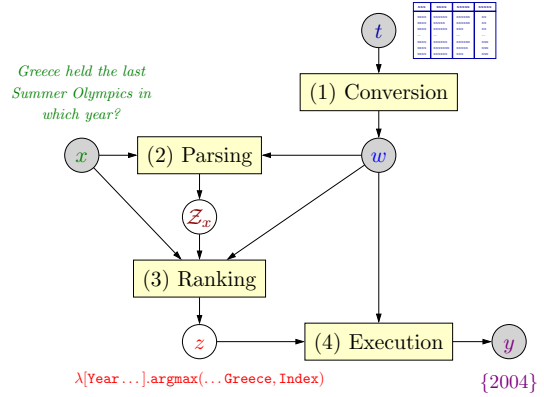 t
(1) Conversion
Greece held the last
Summer Olympics in
which year?
x
(2) Parsing
w
𝒵ₓ
(3) Ranking
z
(4) Execution
y
λ[Year ...].argmax(...Greece, Index)
{2004}